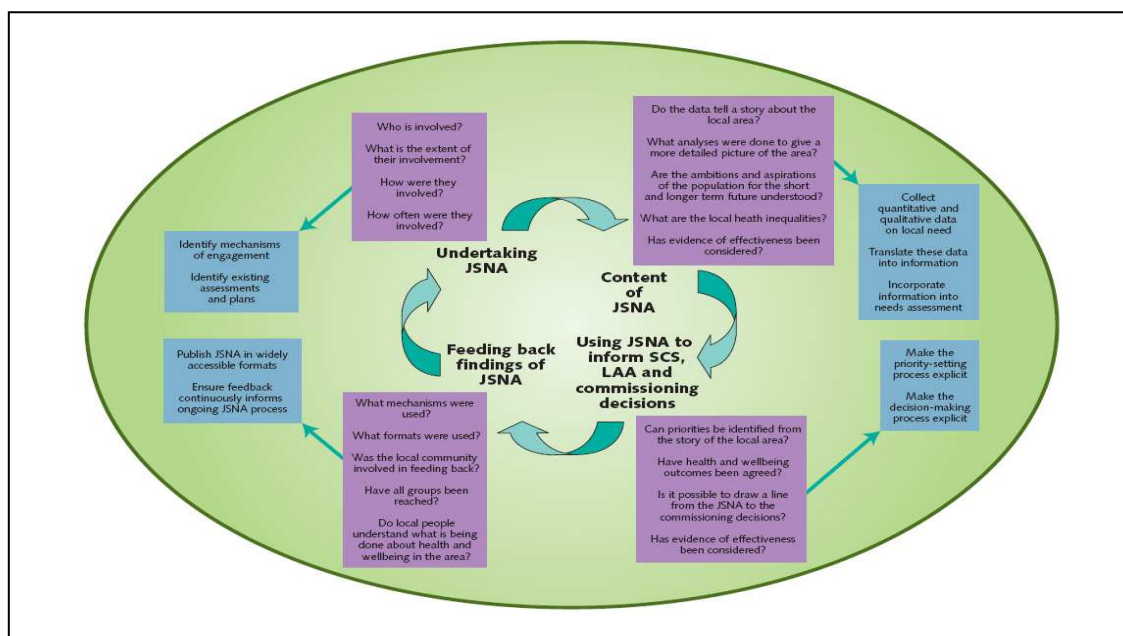 Who is involved?
What is the extent of
their involvement?
How were they
involved?
How often were they
involved?
Identify mechanisms
of engagement
Identify existing
assessments
and plans
Undertaking
JSNA
Do the data tell a story about the
local area?
What analyses were done to give a
more detailed picture of the area?
Are the ambitions and aspirations
of the population for the short
and longer term future understood?
What are the local heath inequalities?
Has evidence of effectiveness been
considered?
Collect
quantitative and
qualitative data
on local need
Translate these data
into information
Incorporate
information into
needs assessment
Content
of
JSNA
Using JSNA to
inform SCS,
LAA and
commissioning
decisions
Can priorities be identified from
the story of the local area?
Have health and wellbeing
outcomes been agreed?
Is it possible to draw a line
from the JSNA to the
commissioning decisions?
Has evidence of effectiveness
been considered?
Make the
priority-setting
process explicit
Make the
decision-making
process explicit
Feeding back
findings of
JSNA
What mechanisms were
used?
What formats were used?
Was the local community
involved in feeding back?
Have all groups been
reached?
Do local people
understand what is being
done about health and
wellbeing in the area?
Publish JSNA in widely
accessible formats
Ensure feedback
continuously informs
ongoing JSNA process